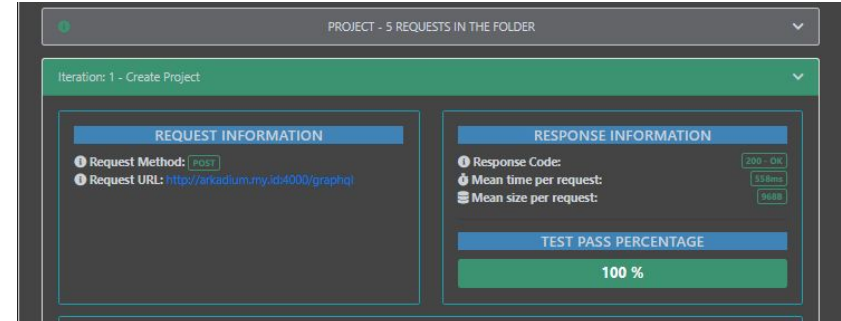 PROJECT - 5 REQUESTS IN THE FOLDER
Iteration: 1 - Create Project
REQUEST INFORMATION
Request Method: POST
Request URL: http://arkadium.my.id:4000/graphql
RESPONSE INFORMATION
Response Code: 200 - OK
Mean time per request: 558ms
Mean size per request: 968B
TEST PASS PERCENTAGE
100 %